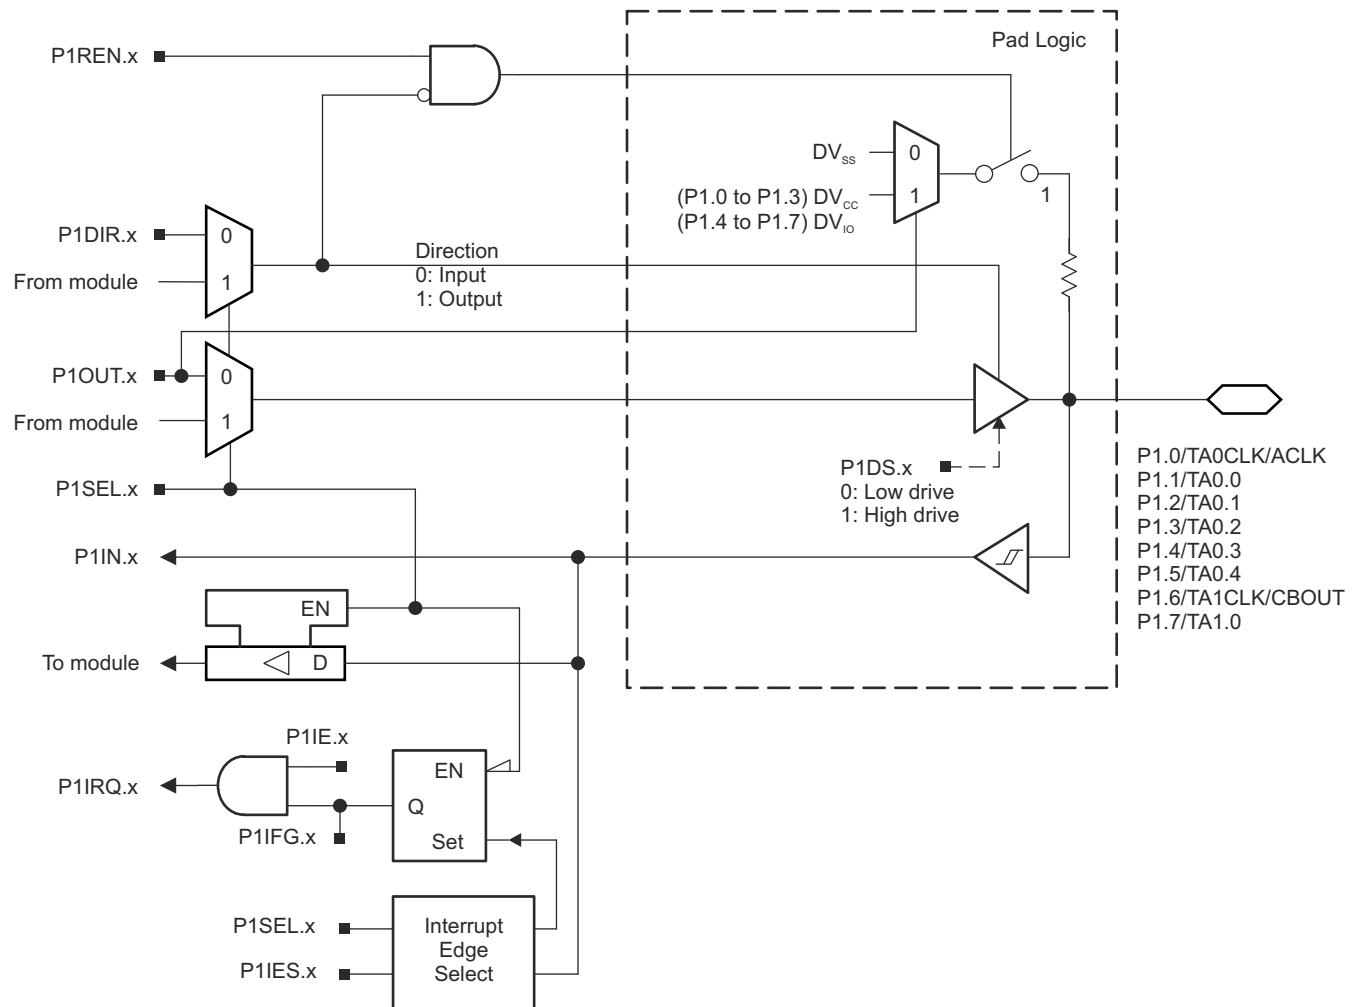 Pad Logic
P1REN.x
DVSS
0
(P1.0 to P1.3) DVCC
1
(P1.4 to P1.7) DVIO
1
P1DIR.x
0
From module
1
Direction
0: Input
1: Output
P1OUT.x
0
From module
1
P1SEL.x
P1DS.x
0: Low drive
1: High drive
P1.0/TA0CLK/ACLK
P1.1/TA0.0
P1.2/TA0.1
P1.3/TA0.2
P1.4/TA0.3
P1.5/TA0.4
P1.6/TA1CLK/CBOUT
P1.7/TA1.0
P1IN.x
EN
To module
D
P1IE.x
P1IRQ.x
EN
Q
P1IFG.x
Set
P1SEL.x
P1IES.x
Interrupt
Edge
Select